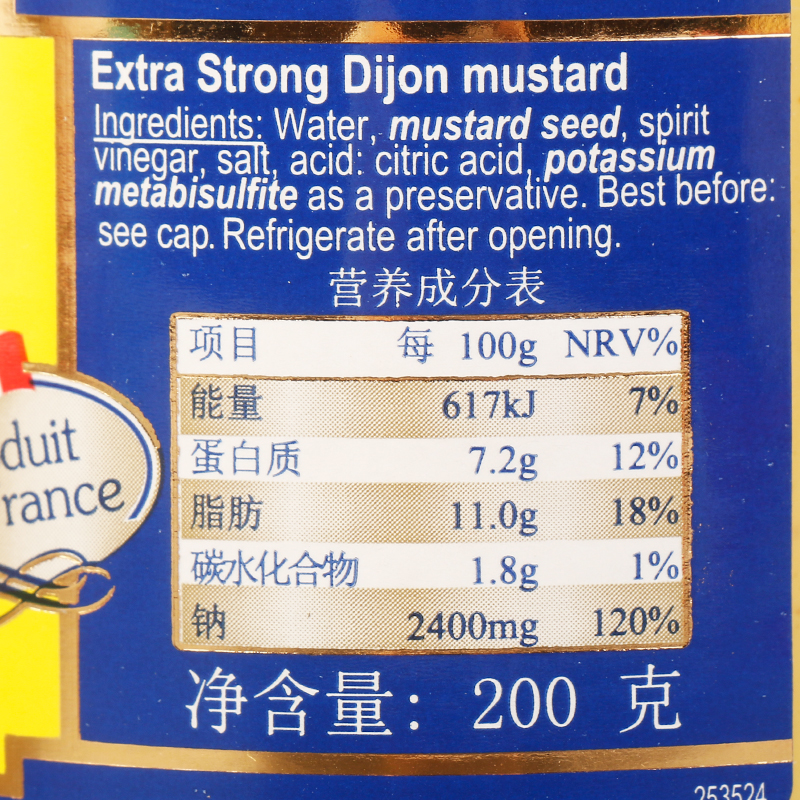 Extra Strong Dijon mustard
Ingredients: Water, mustard seed, spirit
vinegar, salt, acid: citric acid, potassium
metabisulfite as a preservative. Best before:
see cap. Refrigerate after opening.
营养成分表
项目 每 100g NRV%
能量 617kJ 7%
蛋白质 7.2g 12%
脂肪 11.0g 18%
碳水化合物 1.8g 1%
钠 2400mg 120%
净含量: 200 克
duit
rance
253524